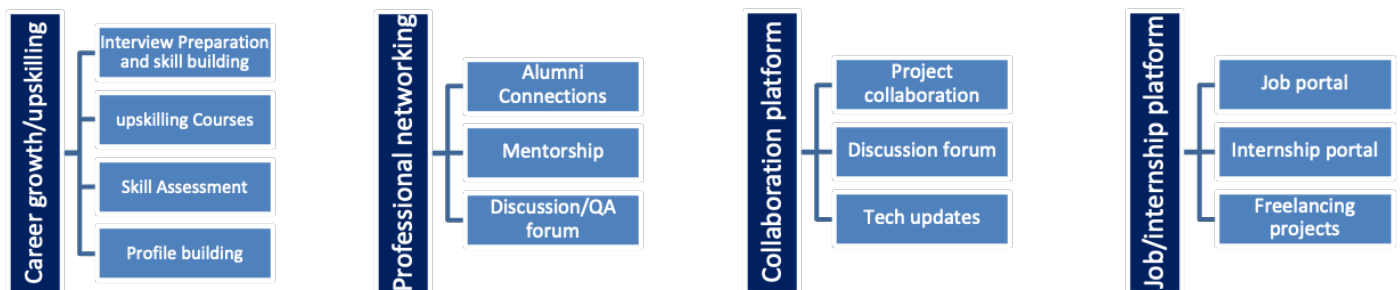 Career growth/upskilling
Interview Preparation
and skill building
upskilling Courses
Skill Assessment
Profile building
Professional networking
Alumni
Connections
Mentorship
Discussion/QA
forum
Collaboration platform
Project
collaboration
Discussion forum
Tech updates
Job/internship platform
Job portal
Internship portal
Freelancing
projects